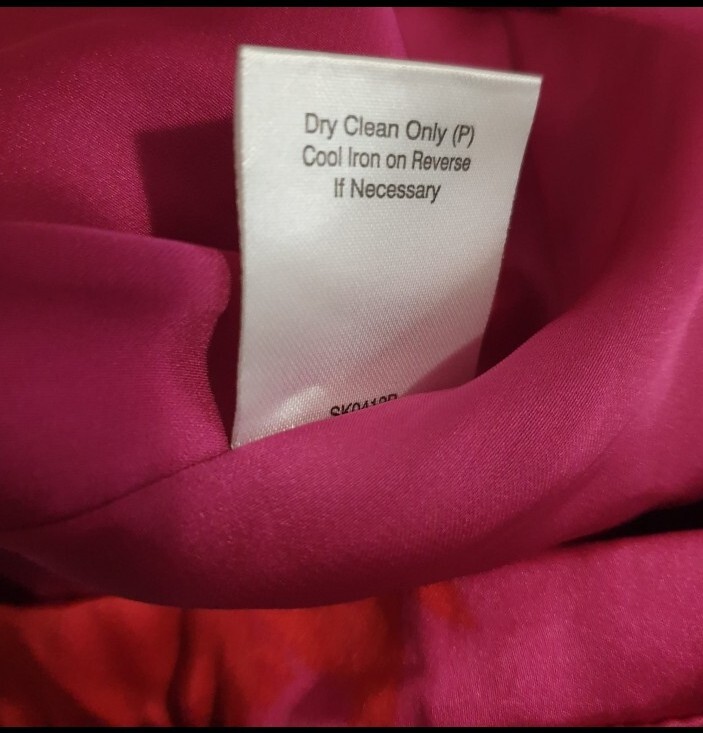 Dry Clean Only (P)
Cool Iron on Reverse
If Necessary